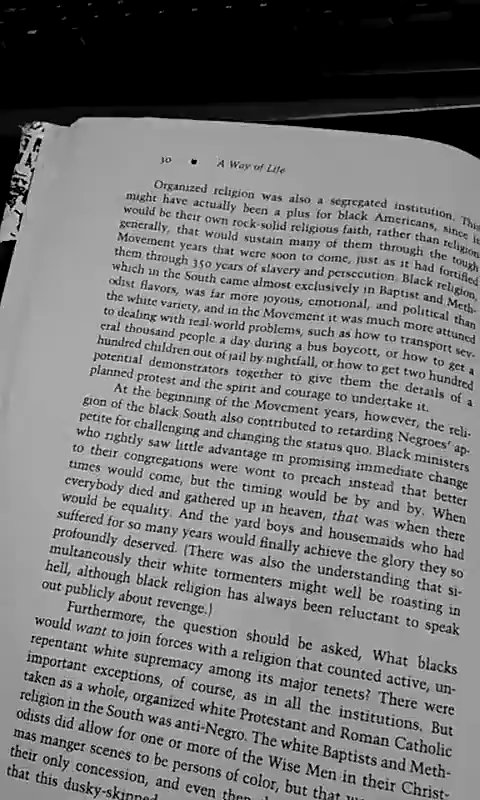 30 ■ A Way of Life
Organized religion was also a segregated institution. This
might have actually been a plus for black Americans, since it
would be their own rock-solid religious faith, rather than religion
generally, that would sustain many of them through the tough
Movement years that were soon to come, just as it had fortified
them through 350 years of slavery and persecution. Black religion,
which in the South came almost exclusively in Baptist and Meth-
odist flavors, was far more joyous, emotional, and political than
the white variety, and in the Movement it was much more attuned
to dealing with real-world problems, such as how to transport sev-
eral thousand people a day during a bus boycott, or how to get a
hundred children out of jail by nightfall, or how to get two hundred
potential demonstrators together to give them the details of a
planned protest and the spirit and courage to undertake it.
At the beginning of the Movement years, however, the reli-
gion of the black South also contributed to retarding Negroes' ap-
petite for challenging and changing the status quo. Black ministers
who rightly saw little advantage in promising immediate change
to their congregations were wont to preach instead that better
times would come, but the timing would be by and by. When
everybody died and gathered up in heaven, that was when there
would be equality. And the yard boys and housemaids who had
suffered for so many years would finally achieve the glory they so
profoundly deserved. (There was also the understanding that si-
multaneously their white tormenters might well be roasting in
hell, although black religion has always been reluctant to speak
out publicly about revenge.)
Furthermore, the question should be asked, What blacks
would want to join forces with a religion that counted active, un-
repentant white supremacy among its major tenets? There were
important exceptions, of course, as in all the institutions. But
taken as a whole, organized white Protestant and Roman Catholic
religion in the South was anti-Negro. The white Baptists and Meth-
odists did allow for one or more of the Wise Men in their Christ-
mas manger scenes to be persons of color, but that
their only concession, and even then
that this dusky-skinned